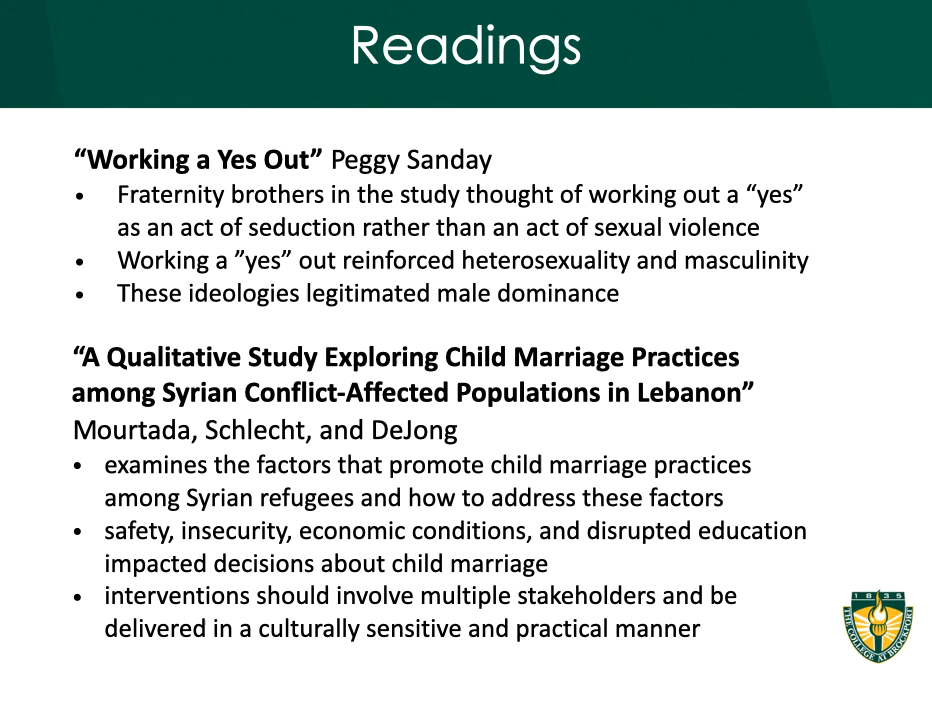 Readings
“Working a Yes Out” Peggy Sanday
• Fraternity brothers in the study thought of working out a “yes”
as an act of seduction rather than an act of sexual violence
• Working a ”yes” out reinforced heterosexuality and masculinity
• These ideologies legitimated male dominance
“A Qualitative Study Exploring Child Marriage Practices
among Syrian Conflict-Affected Populations in Lebanon”
Mourtada, Schlecht, and DeJong
• examines the factors that promote child marriage practices
among Syrian refugees and how to address these factors
• safety, insecurity, economic conditions, and disrupted education
impacted decisions about child marriage
• interventions should involve multiple stakeholders and be
delivered in a culturally sensitive and practical manner
1835
THE COLLEGE AT BROCKPORT